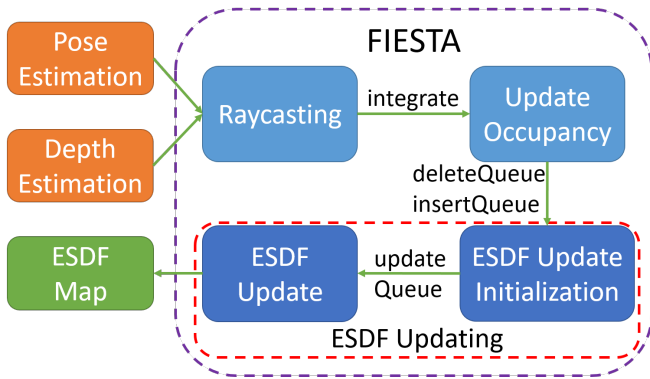 FIESTA
Pose
Estimation
Depth
Estimation
Raycasting
integrate
Update
Occupancy
deleteQueue
insertQueue
ESDF Update
Initialization
update
Queue
ESDF
Update
ESDF
Map
ESDF Updating